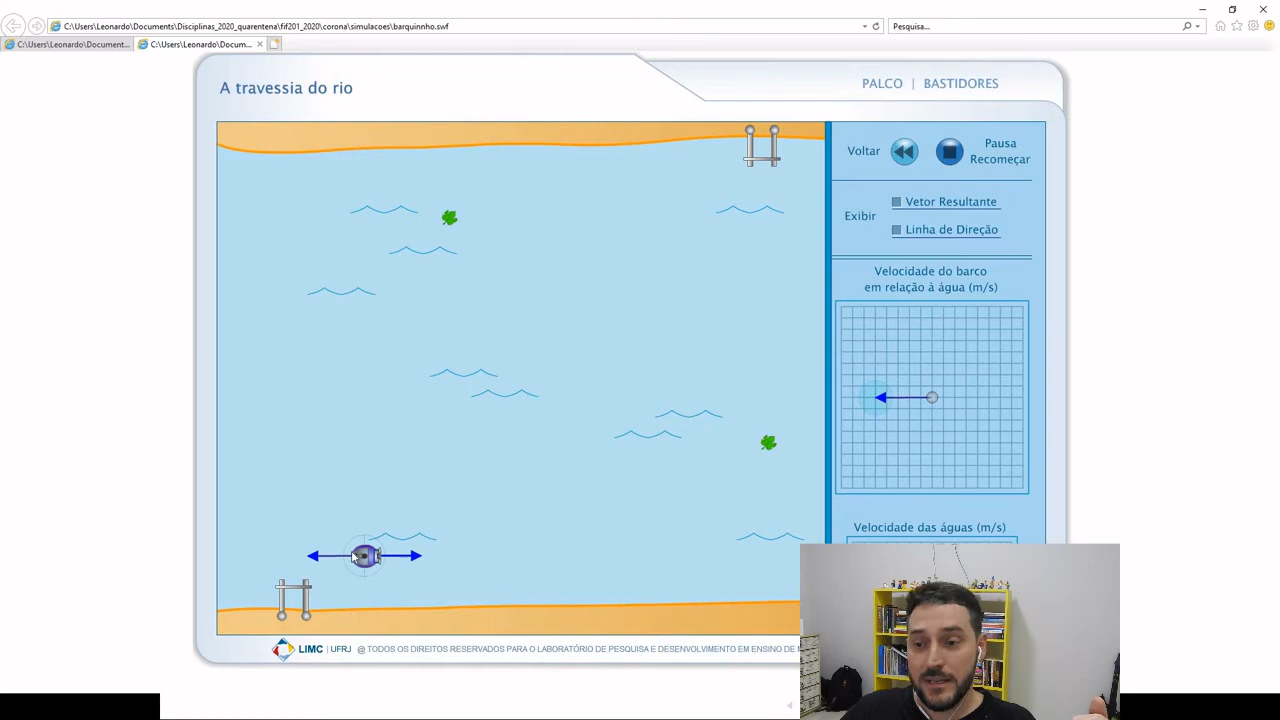 C:\Users\Leonardo\Documents\Disciplinas_2020_quarentena\fif201_2020\corona\simulacoes\barquinnho.swf
Pesquisa...
C:\Users\Leonardo\Document...
C:\Users\Leonardo\Docum...
A travessia do rio
PALCO | BASTIDORES
Voltar
Pausa
Recomeçar
Exibir
Vetor Resultante
Linha de Direção
Velocidade do barco
em relação à água (m/s)
Velocidade das águas (m/s)
LIMC | UFRJ @ TODOS OS DIREITOS RESERVADOS PARA O LABORATÓRIO DE PESQUISA E DESENVOLVIMENTO EM ENSINO DE